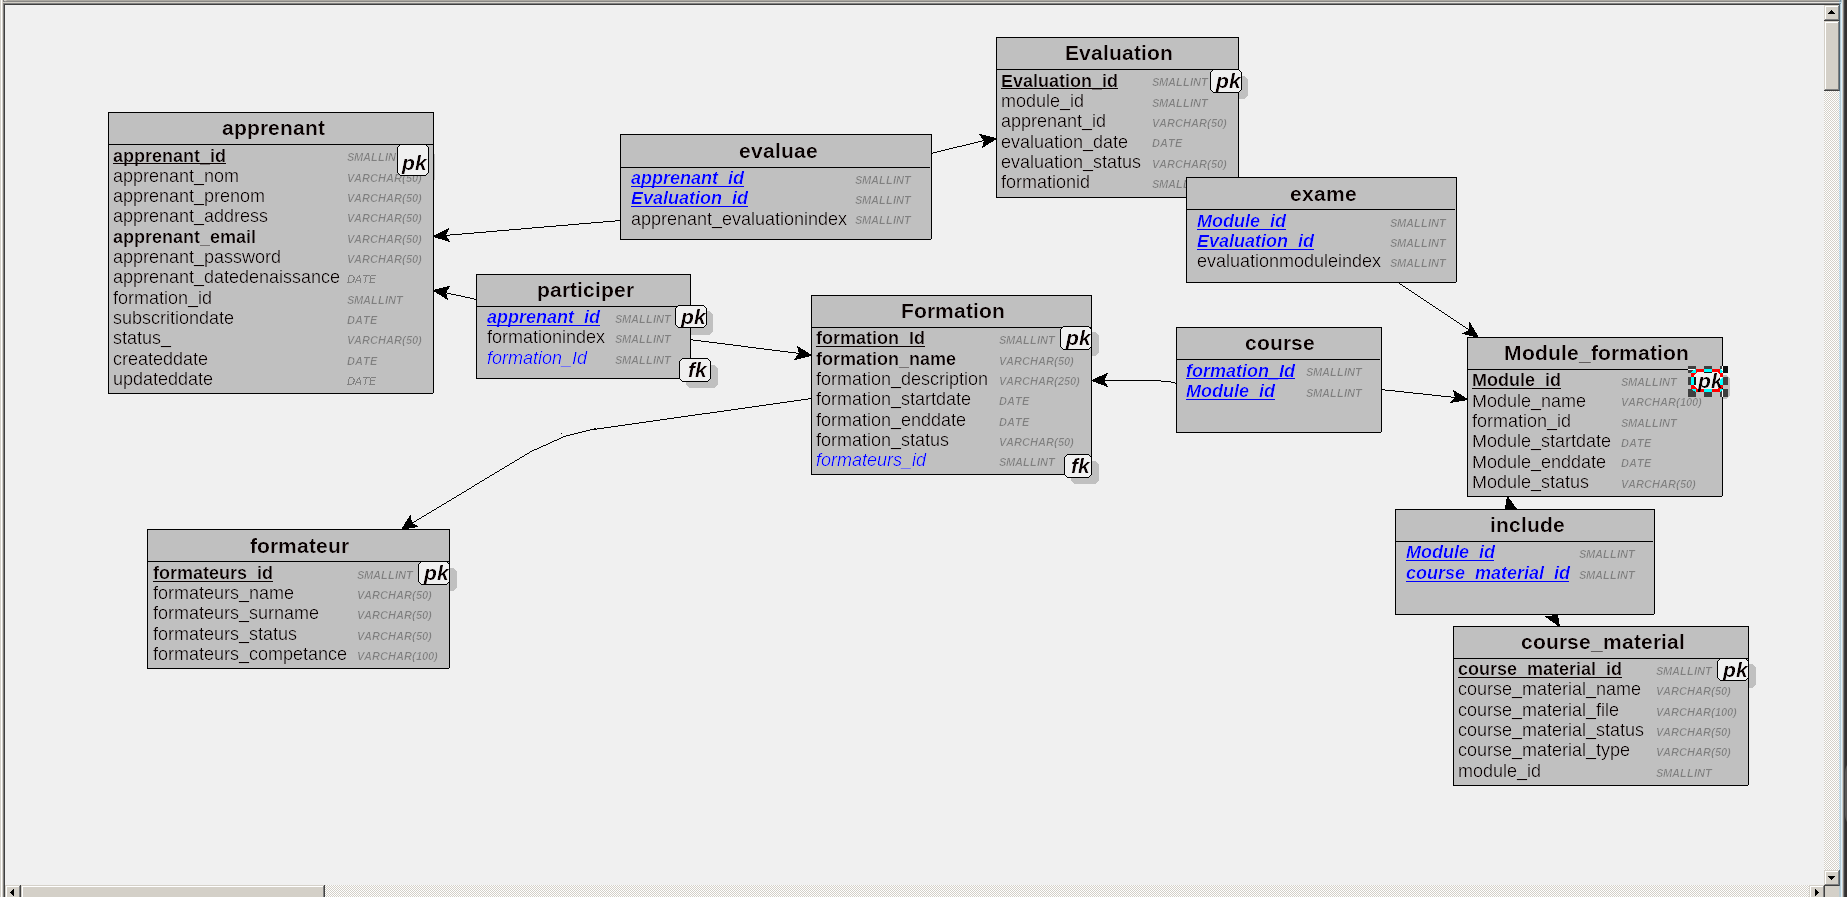 apprenant
apprenant_id SMALLIN pk
apprenant_nom VARCHAR(50)
apprenant_prenom VARCHAR(50)
apprenant_address VARCHAR(50)
apprenant_email VARCHAR(50)
apprenant_password VARCHAR(50)
apprenant_datedenaissance DATE
formation_id SMALLINT
subscritiondate DATE
status_ VARCHAR(50)
createddate DATE
updateddate DATE
evaluae
apprenant_id SMALLINT
Evaluation_id SMALLINT
apprenant_evaluationindex SMALLINT
Evaluation
Evaluation_id SMALLINT pk
module_id SMALLINT
apprenant_id VARCHAR(50)
evaluation_date DATE
evaluation_status VARCHAR(50)
formationid SMAL
exame
Module_id SMALLINT
Evaluation_id SMALLINT
evaluationmoduleindex SMALLINT
participer
apprenant_id SMALLINT pk
formationindex SMALLINT
formation_Id SMALLINT
fk
Formation
formation_Id SMALLINT pk
formation_name VARCHAR(50)
formation_description VARCHAR(250)
formation_startdate DATE
formation_enddate DATE
formation_status VARCHAR(50)
formateurs_id SMALLINT fk
course
formation_Id SMALLINT
Module_id SMALLINT
Module_formation
Module_id SMALLINT pk
Module_name VARCHAR(100)
formation_id SMALLINT
Module_startdate DATE
Module_enddate DATE
Module_status VARCHAR(50)
include
Module_id SMALLINT
course_material_id SMALLINT
formateur
formateurs_id SMALLINT pk
formateurs_name VARCHAR(50)
formateurs_surname VARCHAR(50)
formateurs_status VARCHAR(50)
formateurs_competance VARCHAR(100)
course_material
course_material_id SMALLINT pk
course_material_name VARCHAR(50)
course_material_file VARCHAR(100)
course_material_status VARCHAR(50)
course_material_type VARCHAR(50)
module_id SMALLINT